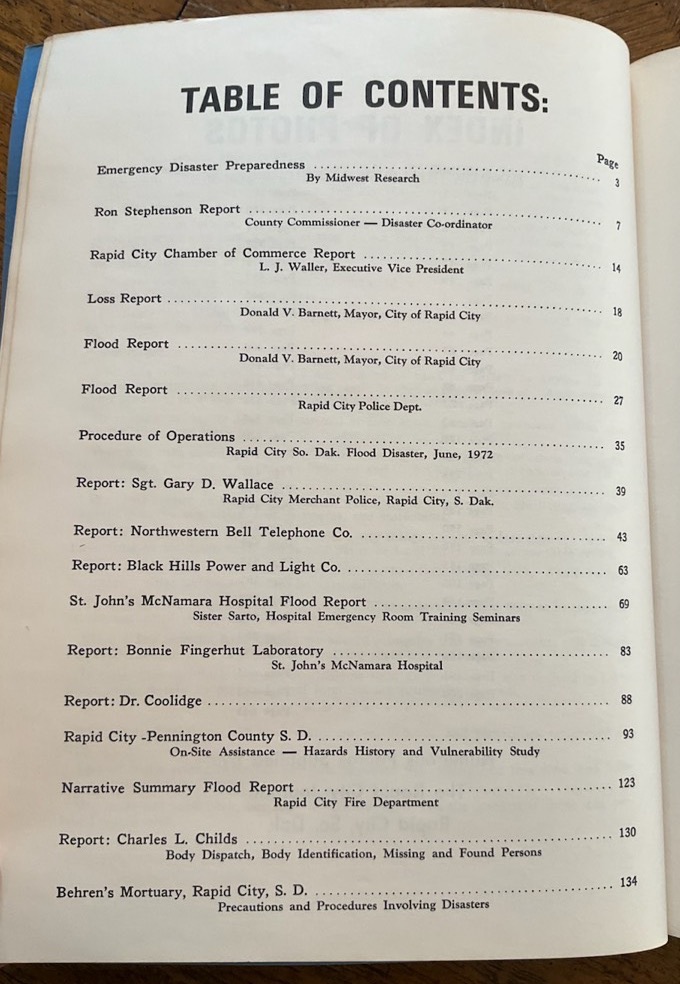 TABLE OF CONTENTS:
Page
Emergency Disaster Preparedness ........ 3
By Midwest Research
Ron Stephenson Report ........ 7
County Commissioner — Disaster Co-ordinator
Rapid City Chamber of Commerce Report ........ 14
L. J. Waller, Executive Vice President
Loss Report ........ 18
Donald V. Barnett, Mayor, City of Rapid City
Flood Report ........ 20
Donald V. Barnett, Mayor, City of Rapid City
Flood Report ........ 27
Rapid City Police Dept.
Procedure of Operations ........ 35
Rapid City So. Dak. Flood Disaster, June, 1972
Report: Sgt. Gary D. Wallace ........ 39
Rapid City Merchant Police, Rapid City, S. Dak.
Report: Northwestern Bell Telephone Co. ........ 43
Report: Black Hills Power and Light Co. ........ 63
St. John's McNamara Hospital Flood Report ........ 69
Sister Sarto, Hospital Emergency Room Training Seminars
Report: Bonnie Fingerhut Laboratory ........ 83
St. John's McNamara Hospital
Report: Dr. Coolidge ........ 88
Rapid City -Pennington County S. D. ........ 93
On-Site Assistance — Hazards History and Vulnerability Study
Narrative Summary Flood Report ........ 123
Rapid City Fire Department
Report: Charles L. Childs ........ 130
Body Dispatch, Body Identification, Missing and Found Persons
Behren's Mortuary, Rapid City, S. D. ........ 134
Precautions and Procedures Involving Disasters